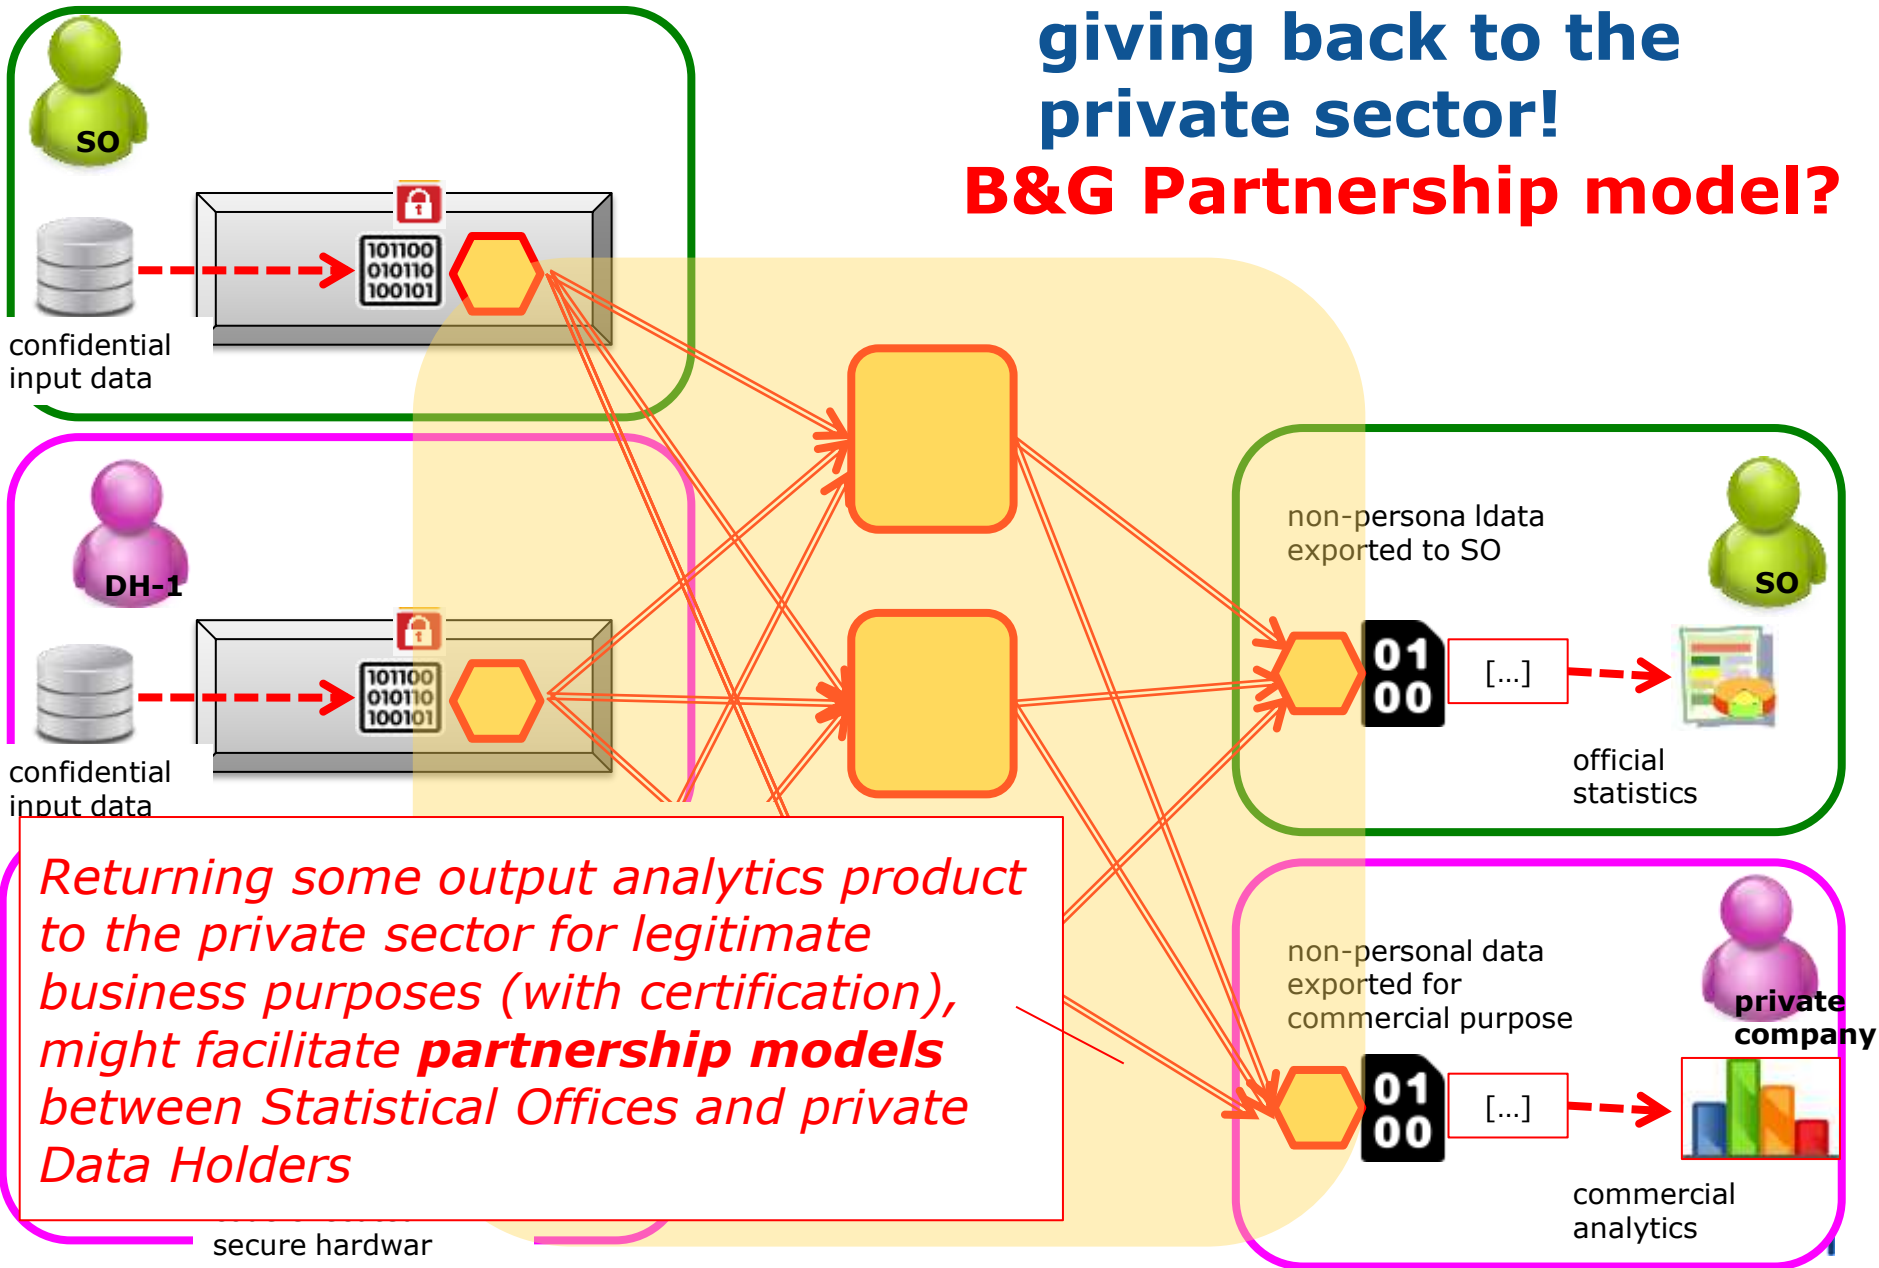 giving back to the
private sector!
B&G Partnership model?
SO
101100
010110
100101
confidential
input data
DH-1
101100
010110
100101
confidential
input data
non-persona ldata
exported to SO
SO
01
00
[...]
official
statistics
Returning some output analytics product
to the private sector for legitimate
business purposes (with certification),
might facilitate partnership models
between Statistical Offices and private
Data Holders
non-personal data
exported for
commercial purpose
private
company
01
00
[...]
commercial
analytics
secure hardwar